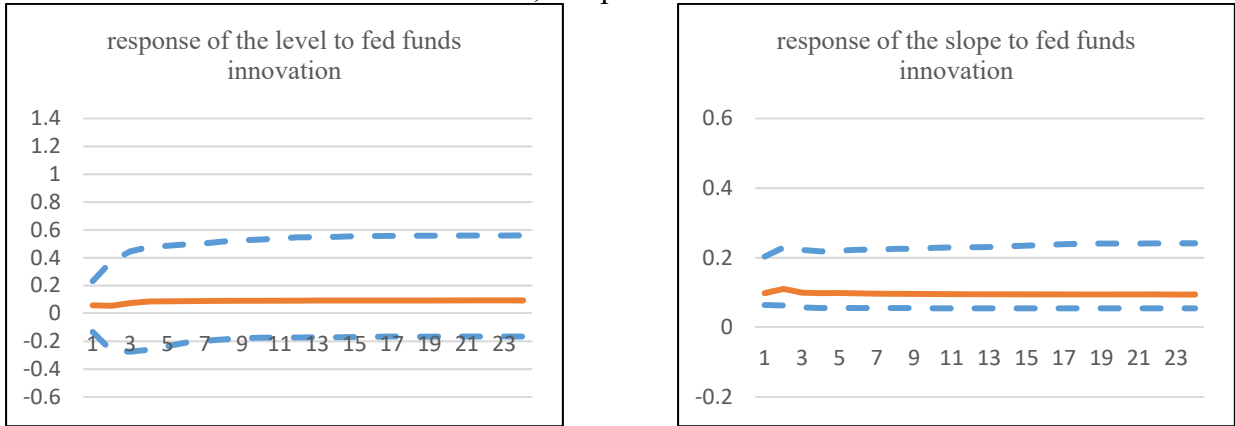 response of the level to fed funds
innovation
1.4
1.2
1
0.8
0.6
0.4
0.2
0
-0.2
-0.4
-0.6
1 3 5 7 9 11 13 15 17 19 21 23
response of the slope to fed funds
innovation
0.6
0.4
0.2
0
-0.2
1 3 5 7 9 11 13 15 17 19 21 23